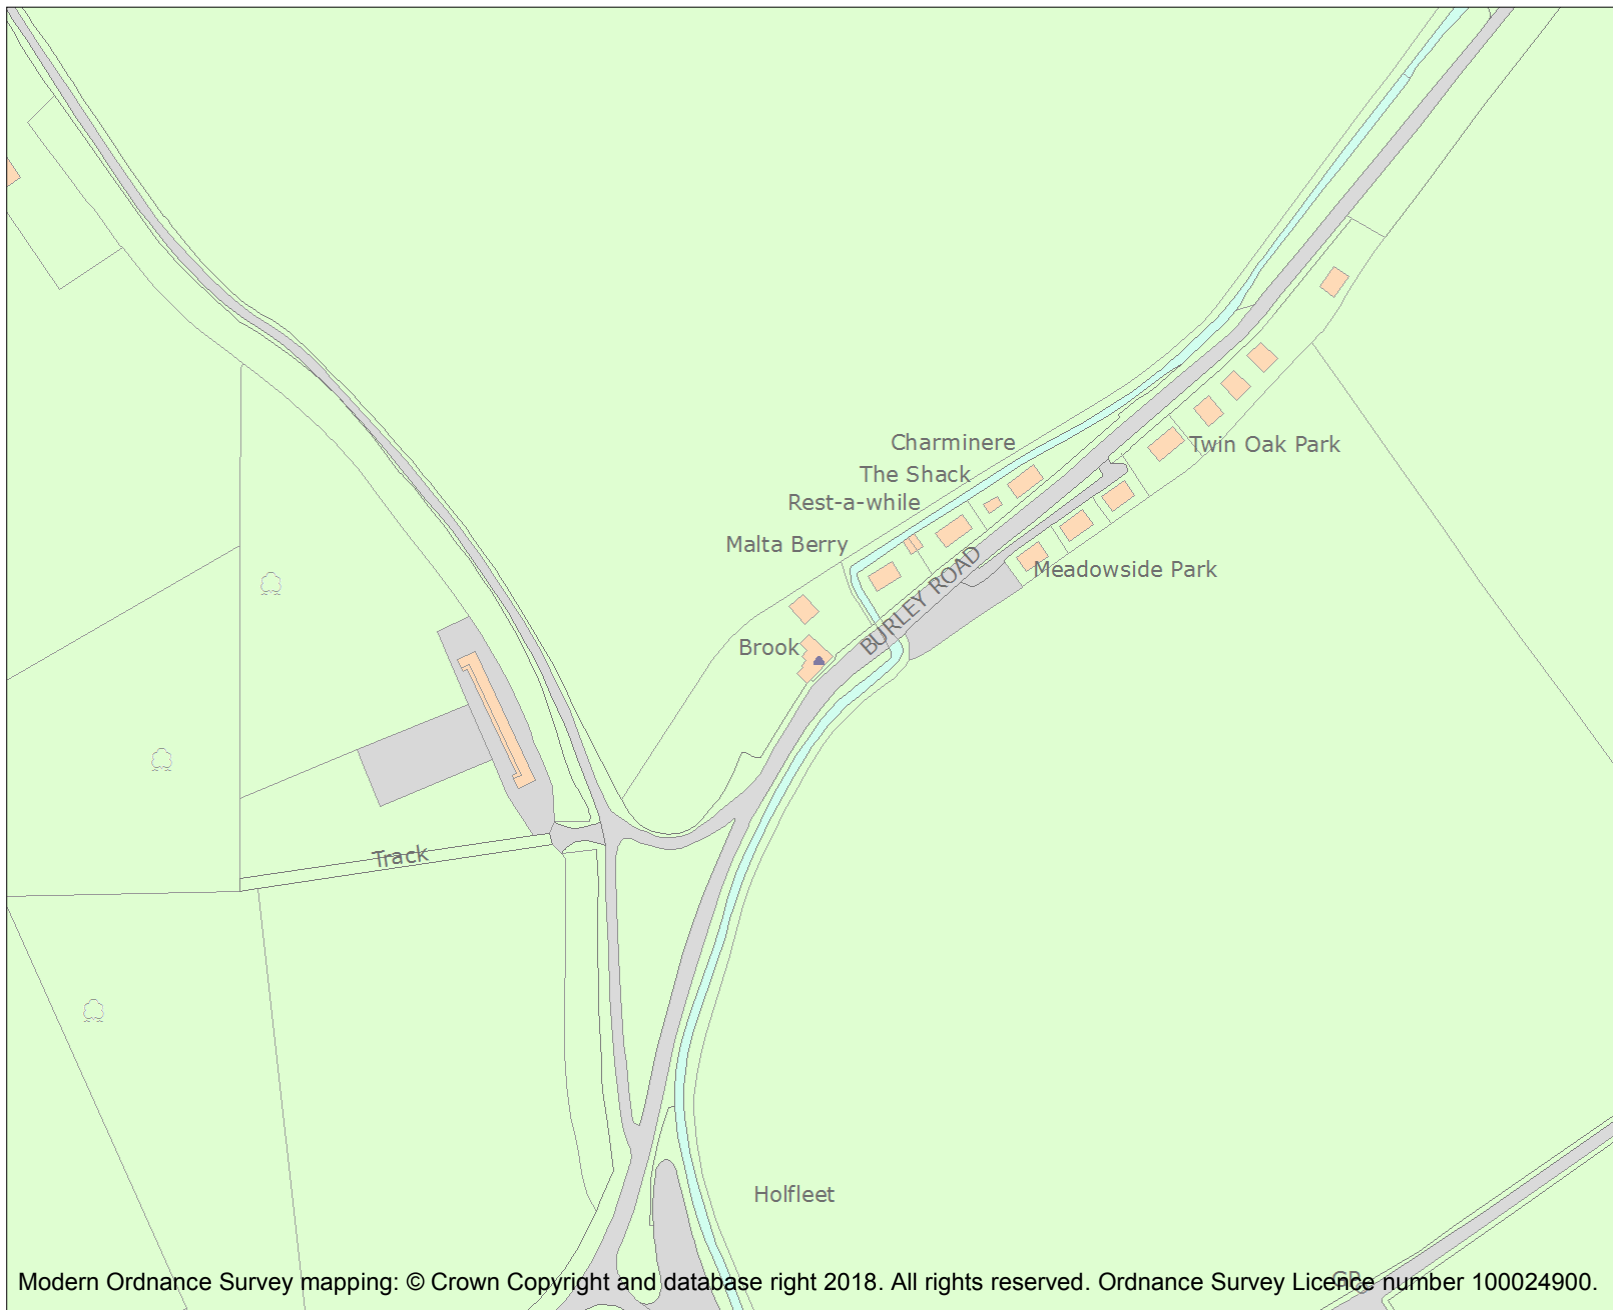 Charminere
The Shack
Rest-a-while
Malta Berry
Twin Oak Park
Meadowside Park
BURLEY ROAD
Brook
Track
Holfleet
GP
Modern Ordnance Survey mapping: © Crown Copyright and database right 2018. All rights reserved. Ordnance Survey Licence number 100024900.